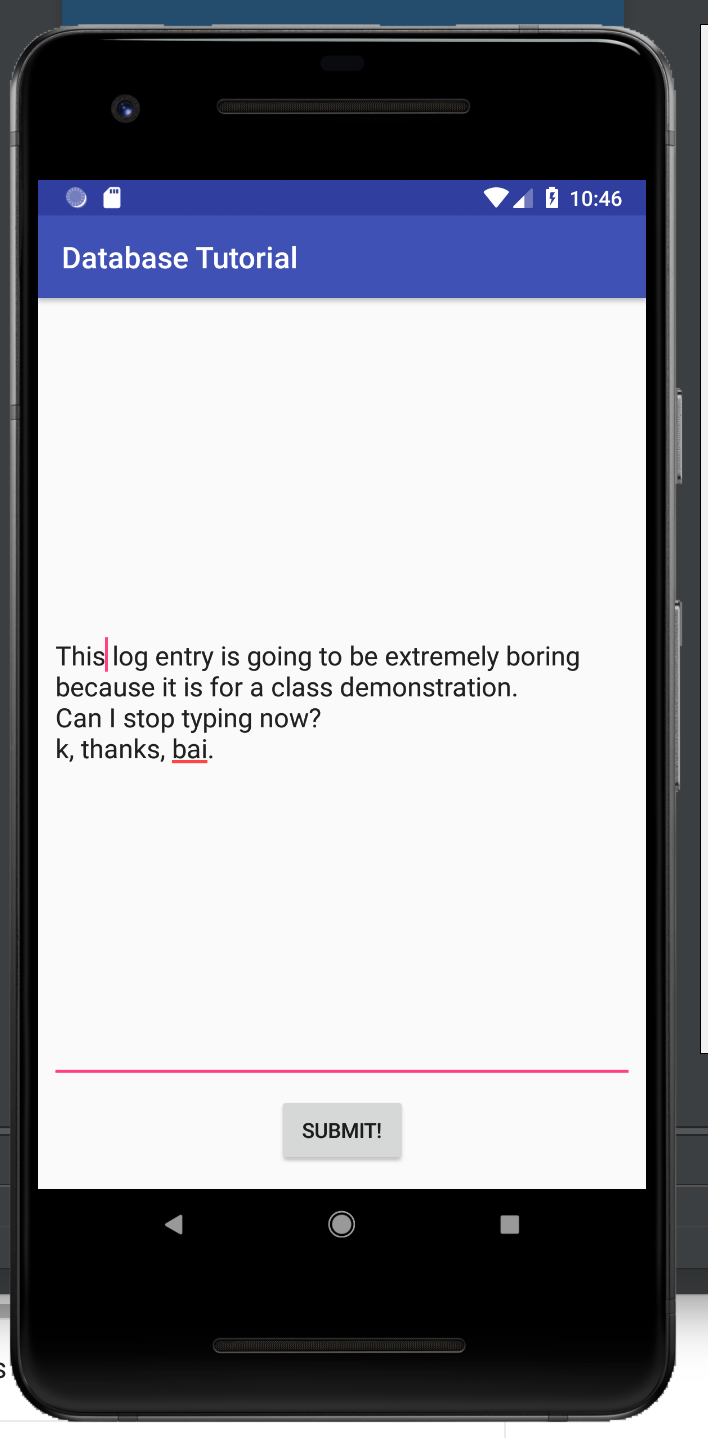 10:46
Database Tutorial
This log entry is going to be extremely boring
because it is for a class demonstration.
Can I stop typing now?
k, thanks, bai.
SUBMIT!
s